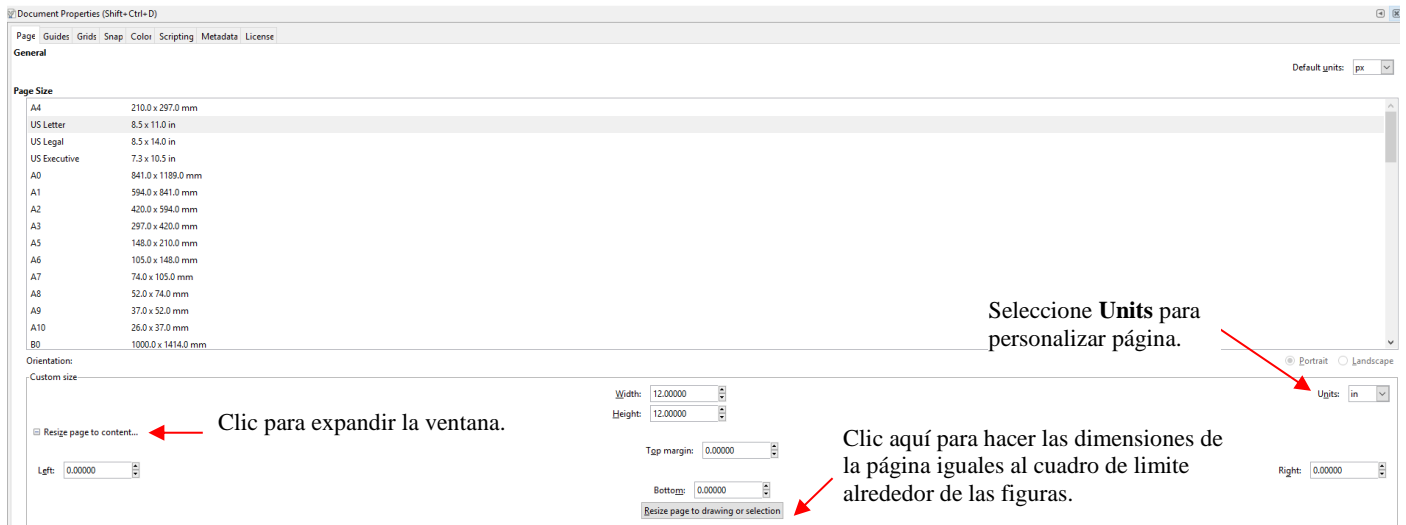 Document Properties (Shift+Ctrl+D)
Page Guides Grids Snap Color Scripting Metadata License
General
Default units: px
Page Size
A4 210.0 x 297.0 mm
US Letter 8.5 x 11.0 in
US Legal 8.5 x 14.0 in
US Executive 7.3 x 10.5 in
A0 841.0 x 1189.0 mm
A1 594.0 x 841.0 mm
A2 420.0 x 594.0 mm
A3 297.0 x 420.0 mm
A5 148.0 x 210.0 mm
A6 105.0 x 148.0 mm
A7 74.0 x 105.0 mm
A8 52.0 x 74.0 mm
A9 37.0 x 52.0 mm
A10 26.0 x 37.0 mm
B0 1000.0 x 1414.0 mm
Seleccione Units para
personalizar página.
Orientation: Portrait Landscape
Custom size
Width: 12.00000 Units: in
Height: 12.00000
Resize page to content...
Clic para expandir la ventana.
Top margin: 0.00000
Left: 0.00000 Right: 0.00000
Bottom: 0.00000
Resize page to drawing or selection
Clic aquí para hacer las dimensiones de
la página iguales al cuadro de limite
alrédedor de las figuras.